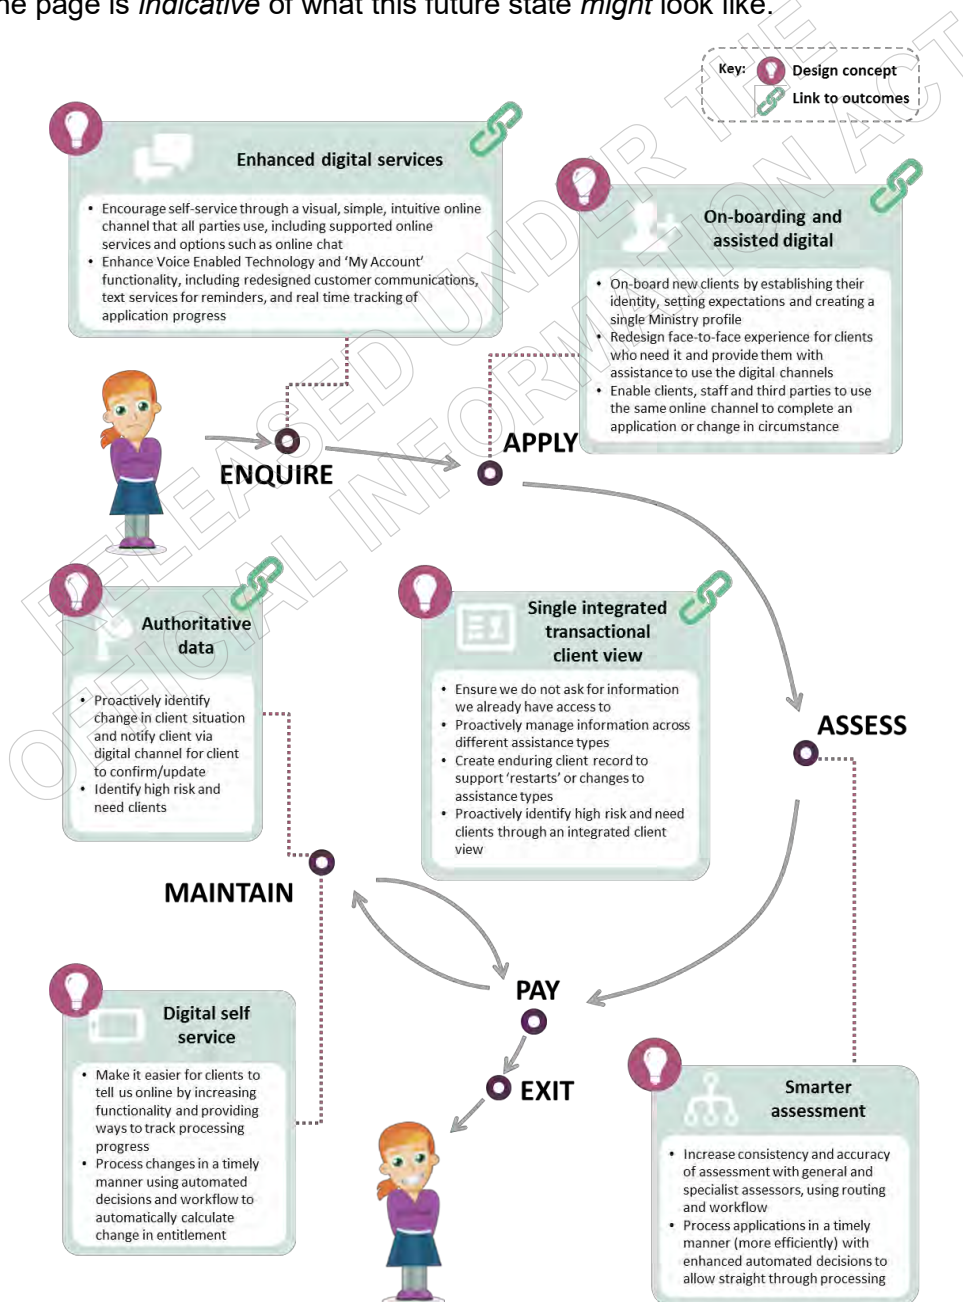 he page is indicative of what this future state might look like.
Key:
Design concept
Link to outcomes
Enhanced digital services
• Encourage self-service through a visual, simple, intuitive online
channel that all parties use, including supported online
services and options such as online chat
• Enhance Voice Enabled Technology and ‘My Account’
functionality, including redesigned customer communications,
text services for reminders, and real time tracking of
application progress
On-boarding and
assisted digital
• On-board new clients by establishing their
identity, setting expectations and creating a
single Ministry profile
• Redesign face-to-face experience for clients
who need it and provide them with
assistance to use the digital channels
• Enable clients, staff and third parties to use
the same online channel to complete an
application or change in circumstance
ENQUIRE
APPLY
Authoritative
data
• Proactively identify
change in client situation
and notify client via
digital channel for client
to confirm/update
• Identify high risk and
need clients
Single integrated
transactional
client view
• Ensure we do not ask for information
we already have access to
• Proactively manage information across
different assistance types
• Create enduring client record to
support ‘restarts’ or changes to
assistance types
• Proactively identify high risk and need
clients through an integrated client
view
ASSESS
MAINTAIN
PAY
EXIT
Digital self
service
• Make it easier for clients to
tell us online by increasing
functionality and providing
ways to track processing
progress
• Process changes in a timely
manner using automated
decisions and workflow to
automatically calculate
change in entitlement
Smarter
assessment
• Increase consistency and accuracy
of assessment with general and
specialist assessors, using routing
and workflow
• Process applications in a timely
manner (more efficiently) with
enhanced automated decisions to
allow straight through processing
RELEASED UNDER THE
OFFICIAL INFORMATION ACT